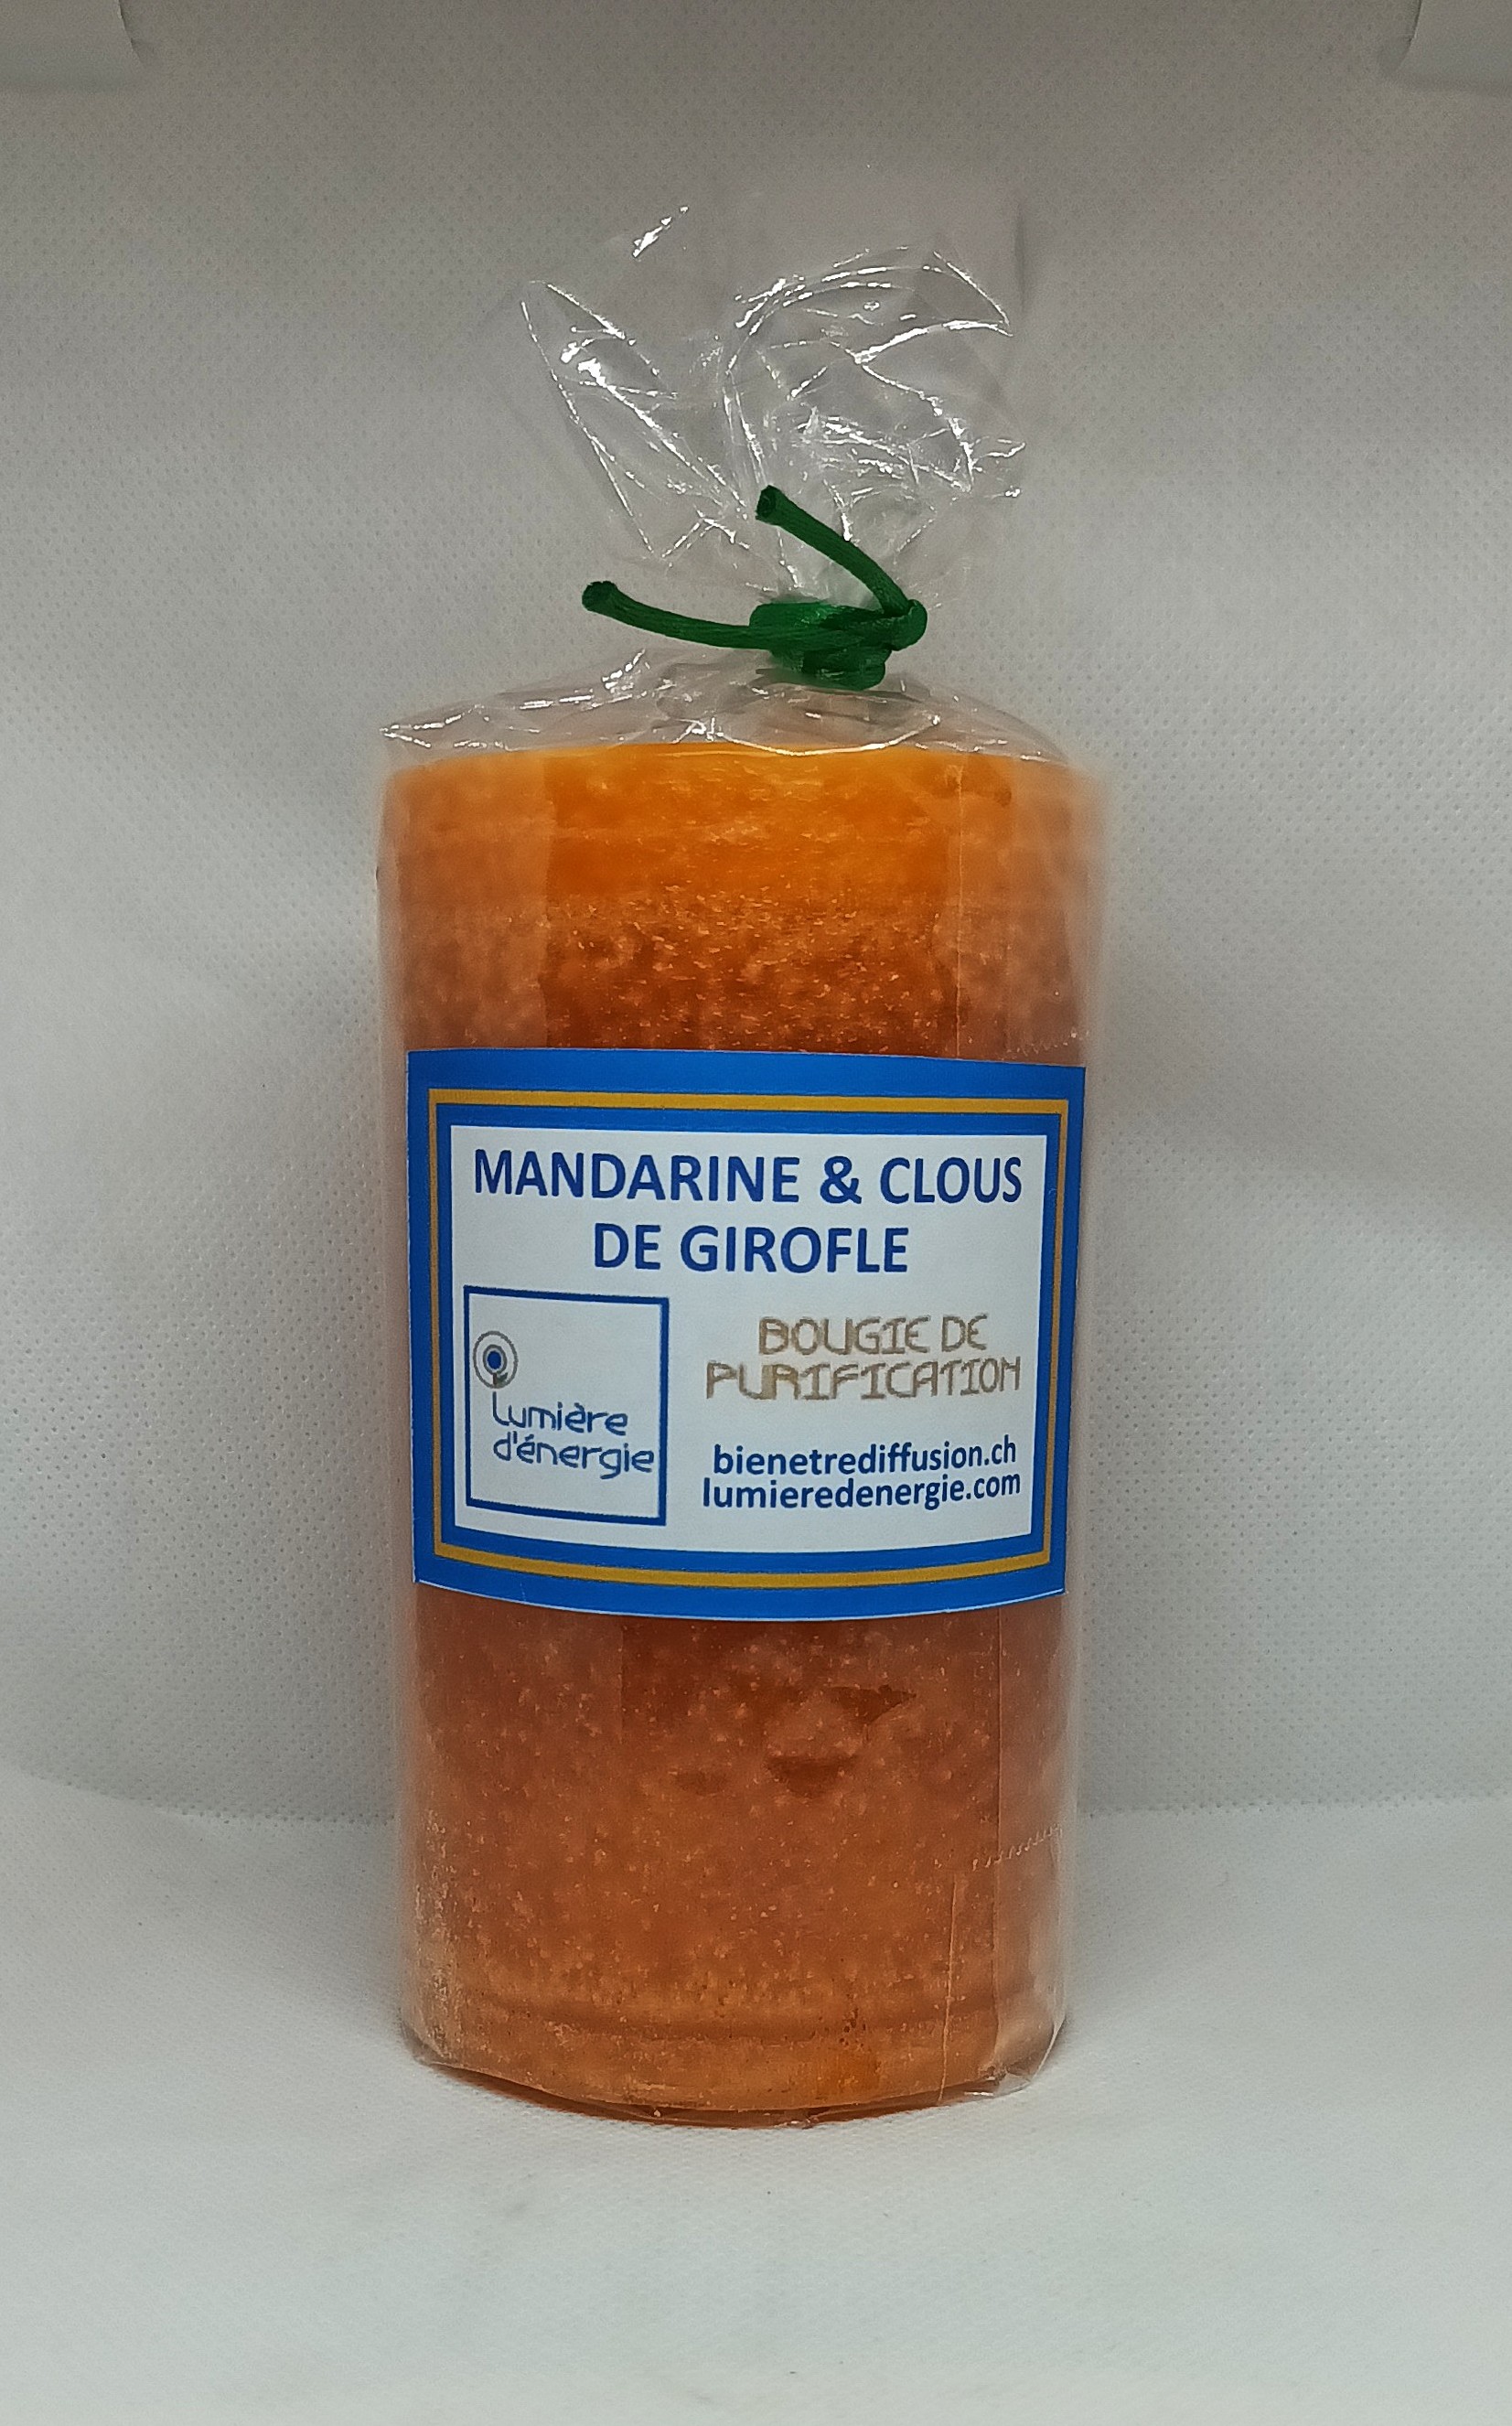 MANDARINE & CLOUS
DE GIROFLE
Lumière
d'énergie
BOUGIE DE
PURIFICATION
bienetrediffusion.ch
lumieredenergie.com